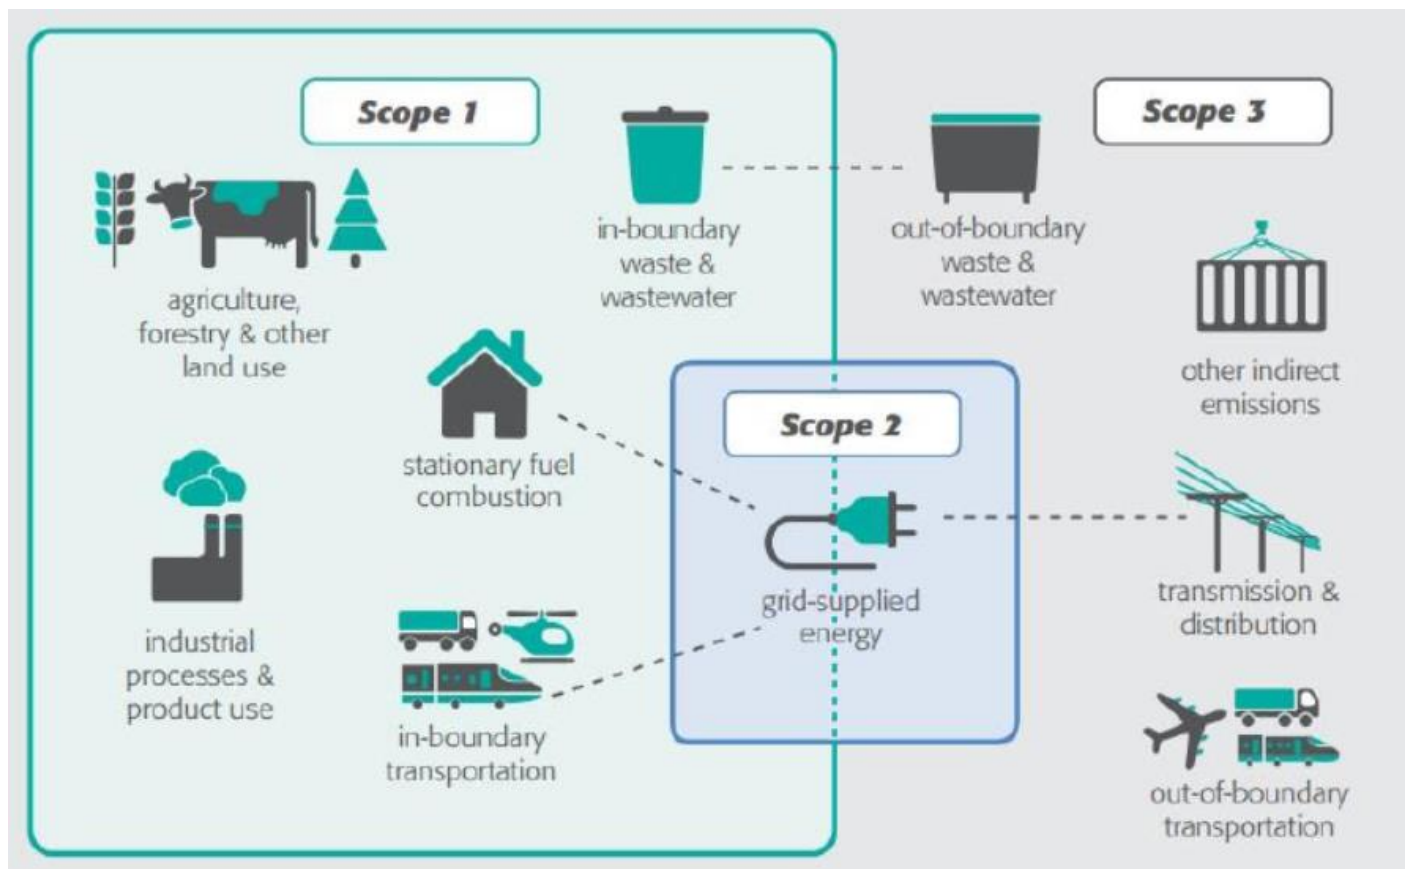 Scope 1
Scope 3
in-boundary
waste &
wastewater
out-of-boundary
waste &
wastewater
agriculture,
forestry & other
land use
other indirect
emissions
stationary fuel
combustion
Scope 2
grid-supplied
energy
transmission &
distribution
industrial
processes &
product use
in-boundary
transportation
out-of-boundary
transportation